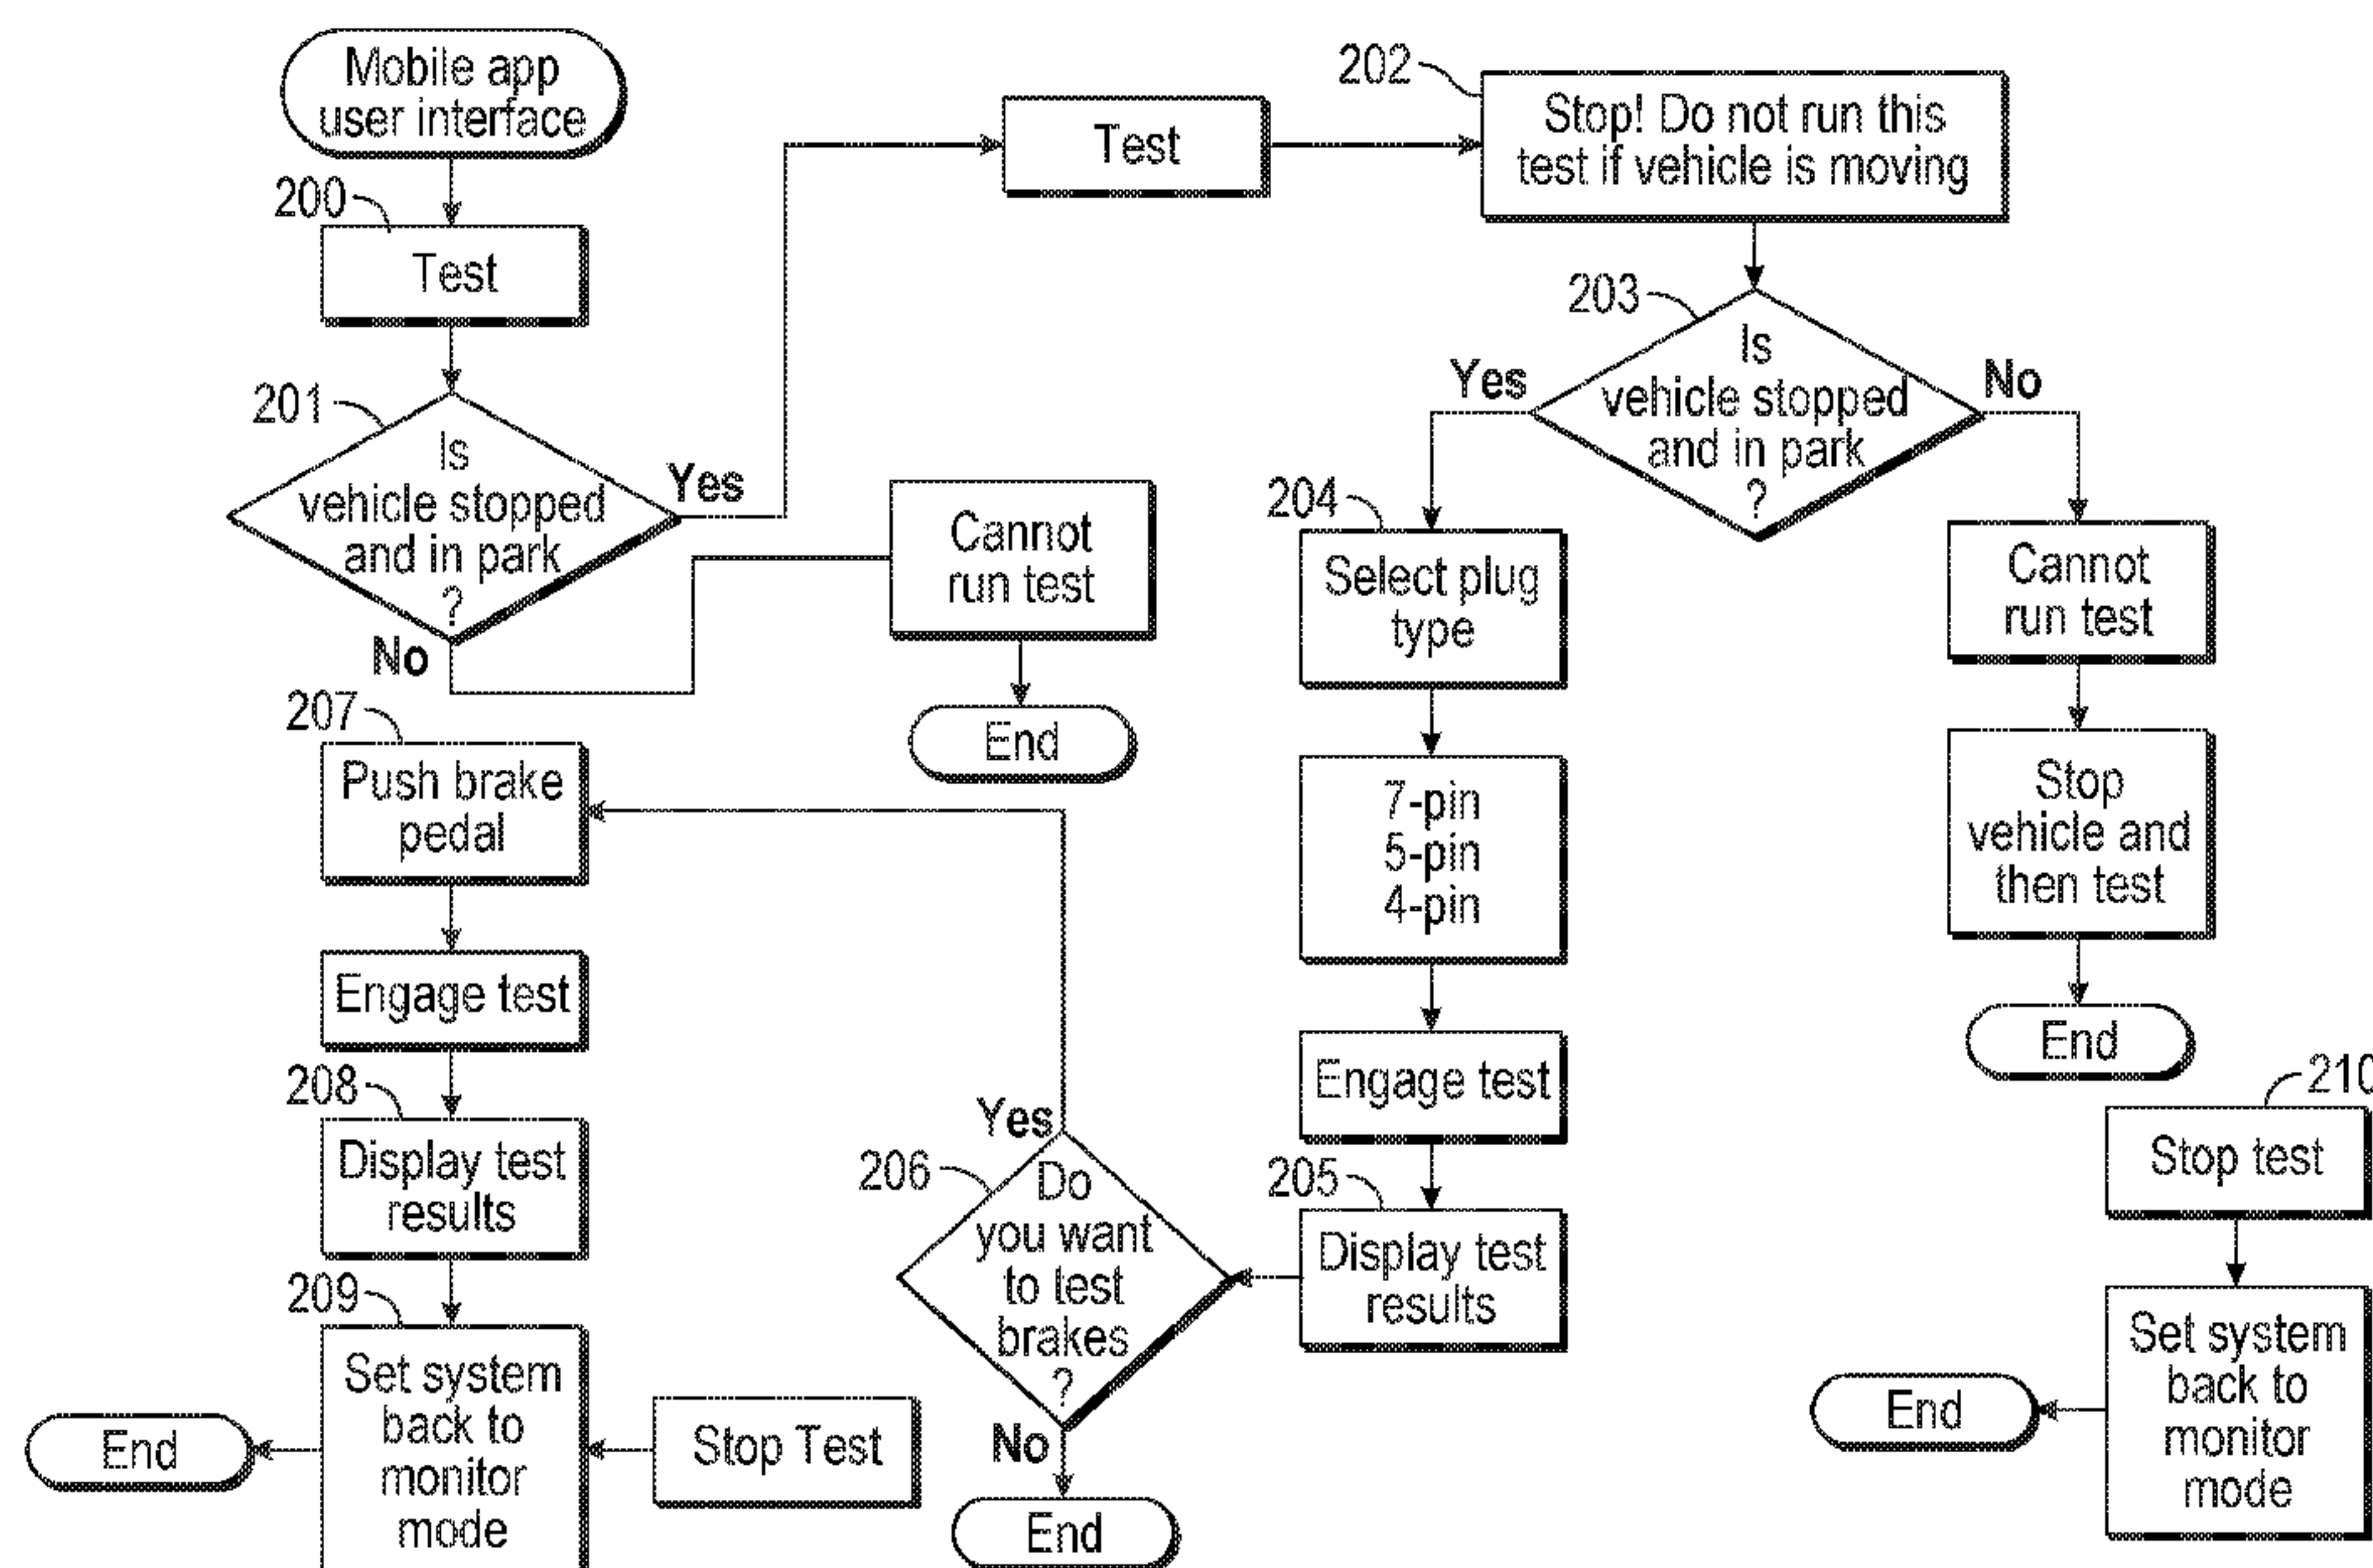 Mobile app
user interface
200
Test
201
Is
vehicle stopped
and in park
?
Yes
No
Cannot
run test
End
Test
202
Stop! Do not run this
test if vehicle is moving
203
Is
vehicle stopped
and in park
?
Yes
No
204
Select plug
type
7-pin
5-pin
4-pin
Engage test
205
Display test
results
Cannot
run test
Stop
vehicle and
then test
End
206
Do
you want
to test
brakes
?
Yes
No
End
207
Push brake
pedal
Engage test
208
Display test
results
209
Set system
back to
monitor
mode
Stop Test
End
210
Stop test
Set system
back to
monitor
mode
End